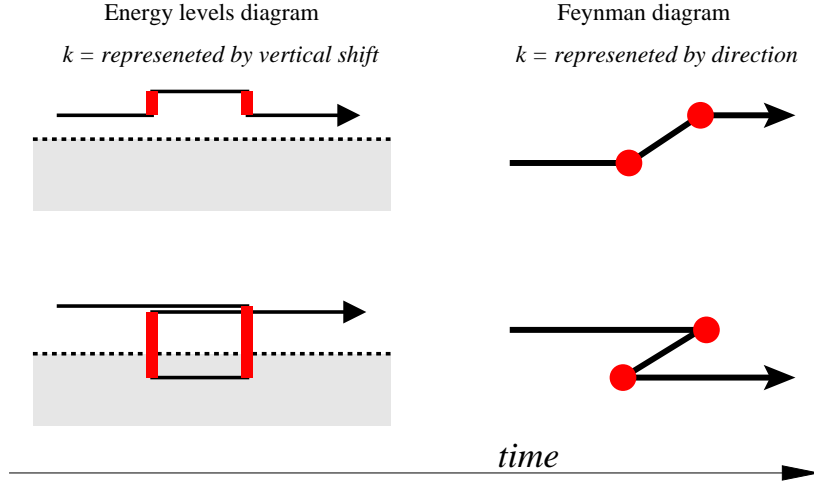 Energy levels diagram
Feynman diagram
k = represeneted by vertical shift
k = represeneted by direction
time